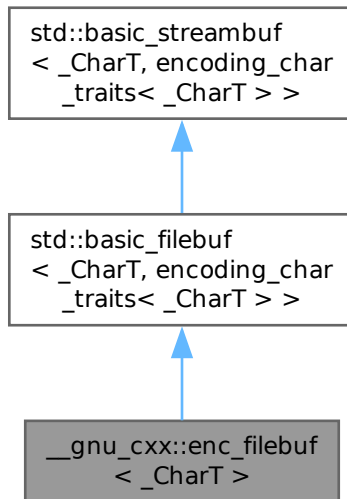 std::basic_streambuf
< _CharT, encoding_char
_traits< _CharT > >
std::basic_filebuf
< _CharT, encoding_char
_traits< _CharT > >
__gnu_cxx::enc_filebuf
< _CharT >